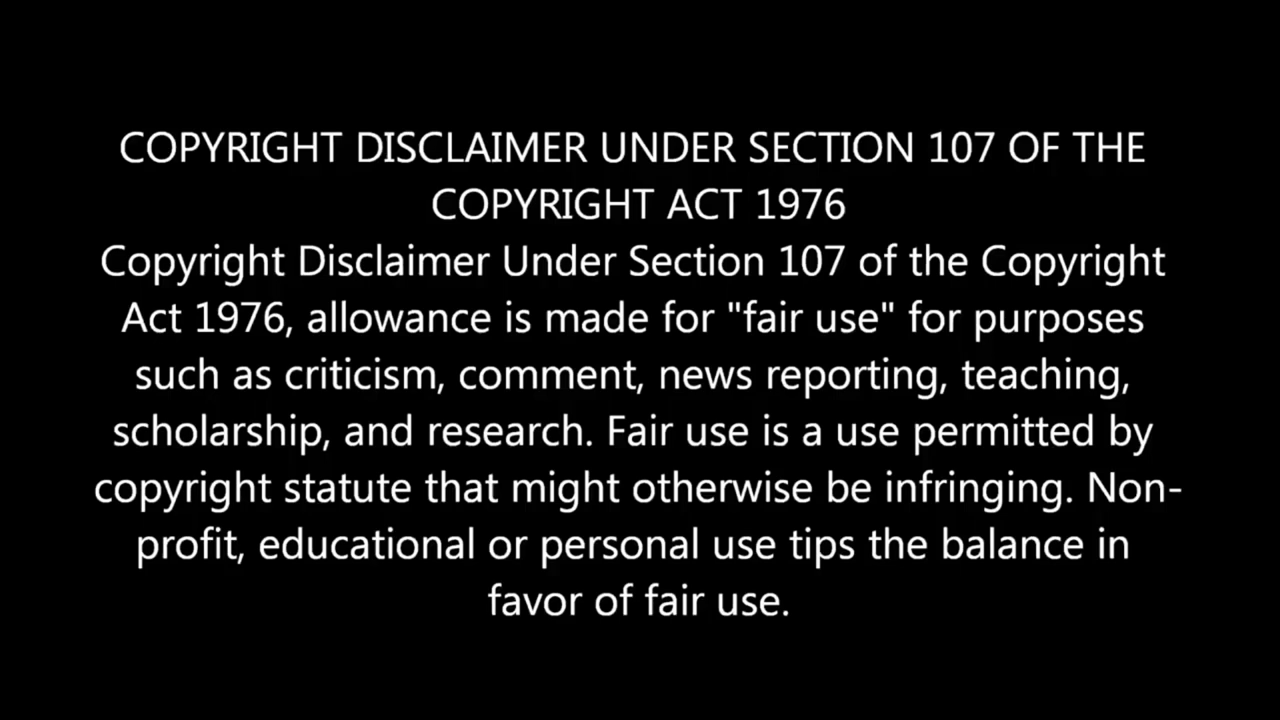 COPYRIGHT DISCLAIMER UNDER SECTION 107 OF THE
COPYRIGHT ACT 1976
Copyright Disclaimer Under Section 107 of the Copyright
Act 1976, allowance is made for "fair use" for purposes
such as criticism, comment, news reporting, teaching,
scholarship, and research. Fair use is a use permitted by
copyright statute that might otherwise be infringing. Non-
profit, educational or personal use tips the balance in
favor of fair use.